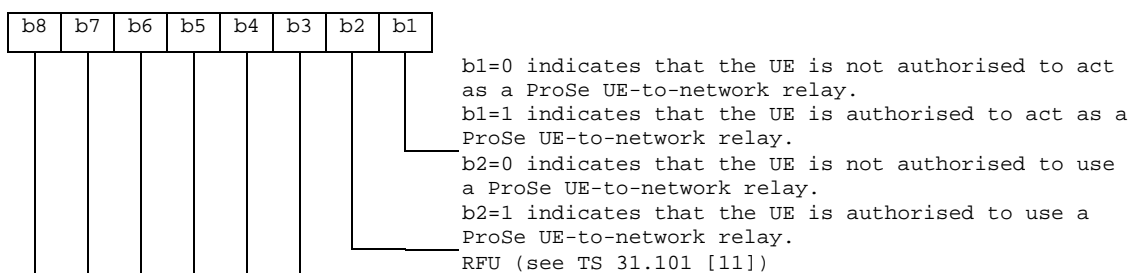 b8 b7 b6 b5 b4 b3 b2 b1
b1=0 indicates that the UE is not authorised to act
as a ProSe UE-to-network relay.
b1=1 indicates that the UE is authorised to act as a
ProSe UE-to-network relay.
b2=0 indicates that the UE is not authorised to use
a ProSe UE-to-network relay.
b2=1 indicates that the UE is authorised to use a
ProSe UE-to-network relay.
RFU (see TS 31.101 [11])